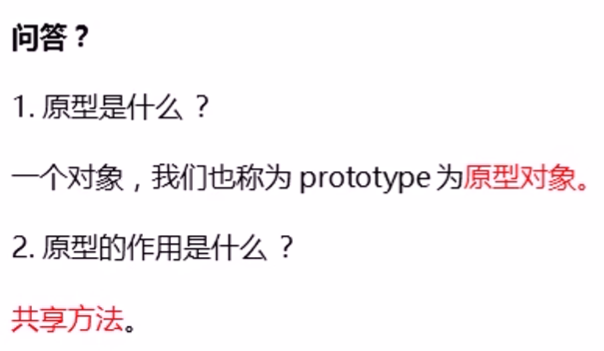 问答？
1. 原型是什么 ？
一个对象，我们也称为 prototype 为原型对象。
2. 原型的作用是什么 ？
共享方法。